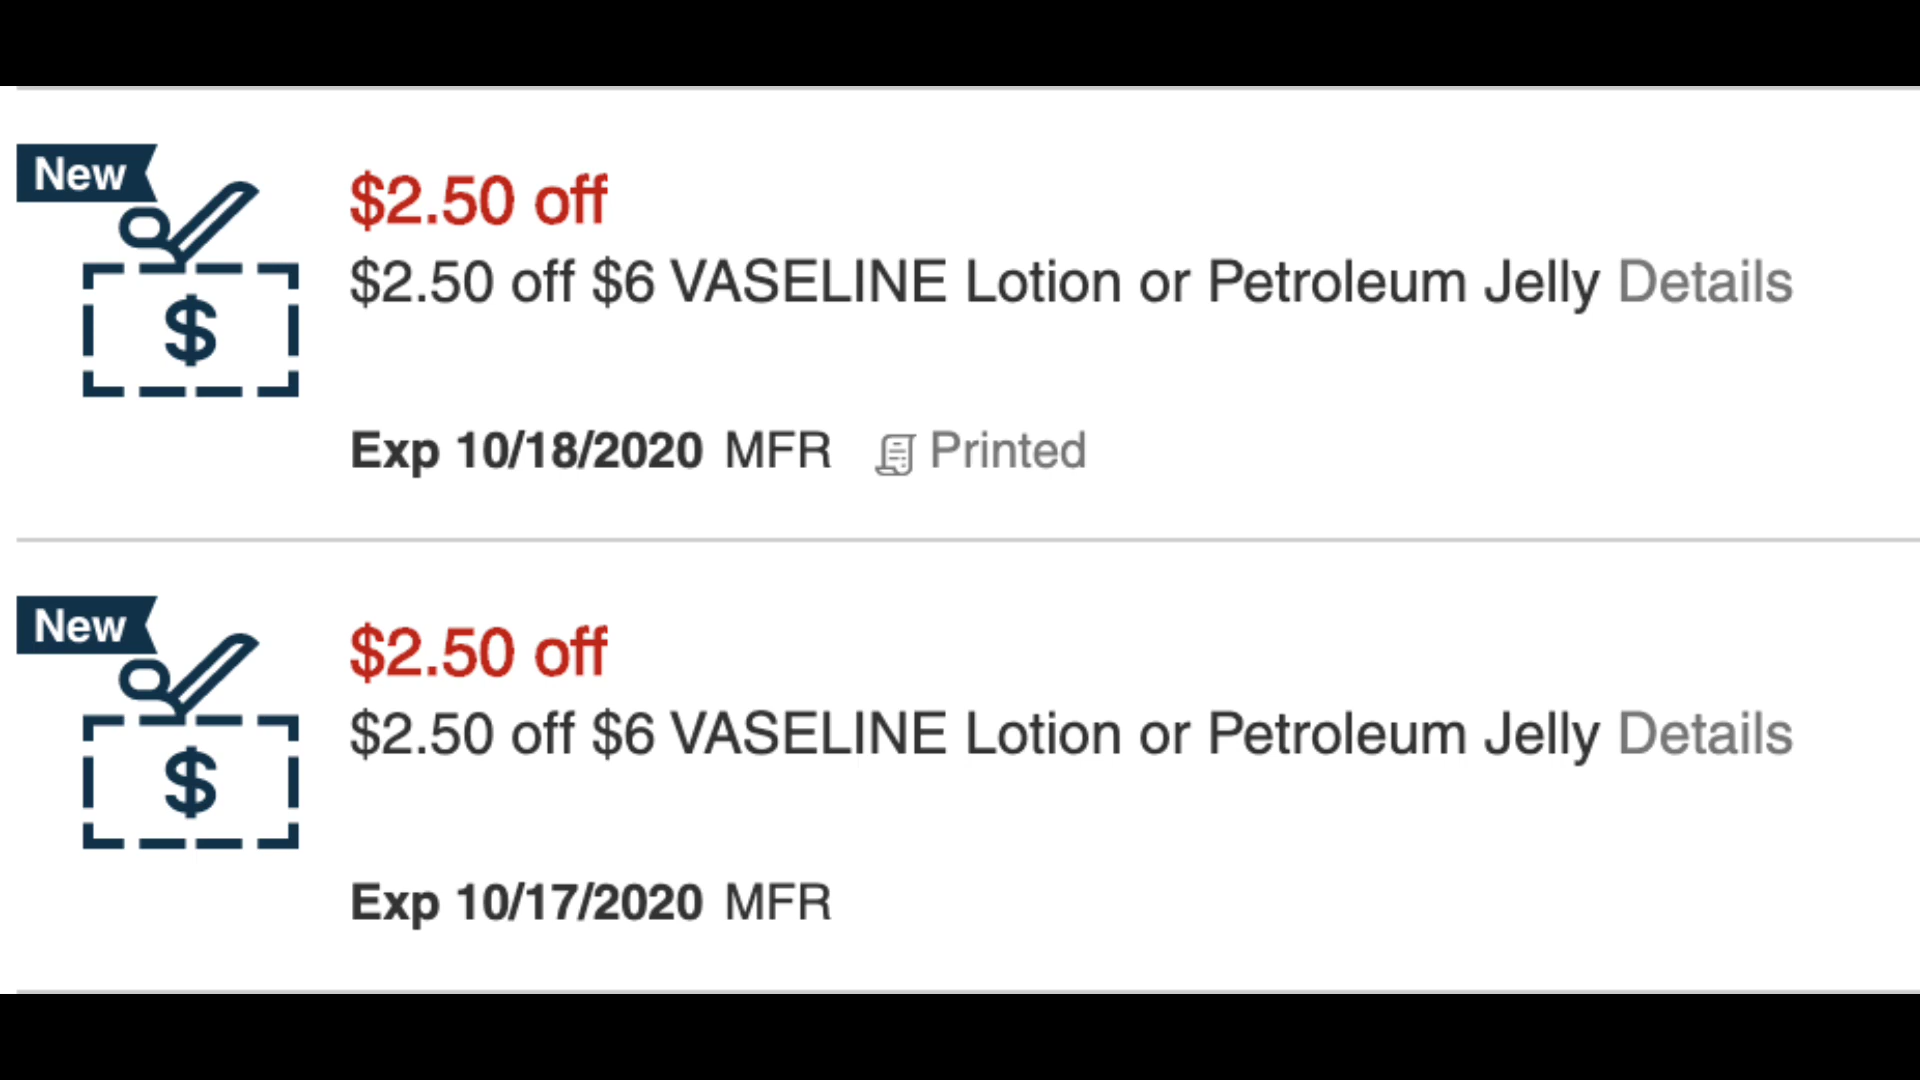 New
$2.50 off
$2.50 off $6 VASELINE Lotion or Petroleum Jelly Details
$
Exp 10/18/2020 MFR Printed
New
$2.50 off
$2.50 off $6 VASELINE Lotion or Petroleum Jelly Details
$
Exp 10/17/2020 MFR